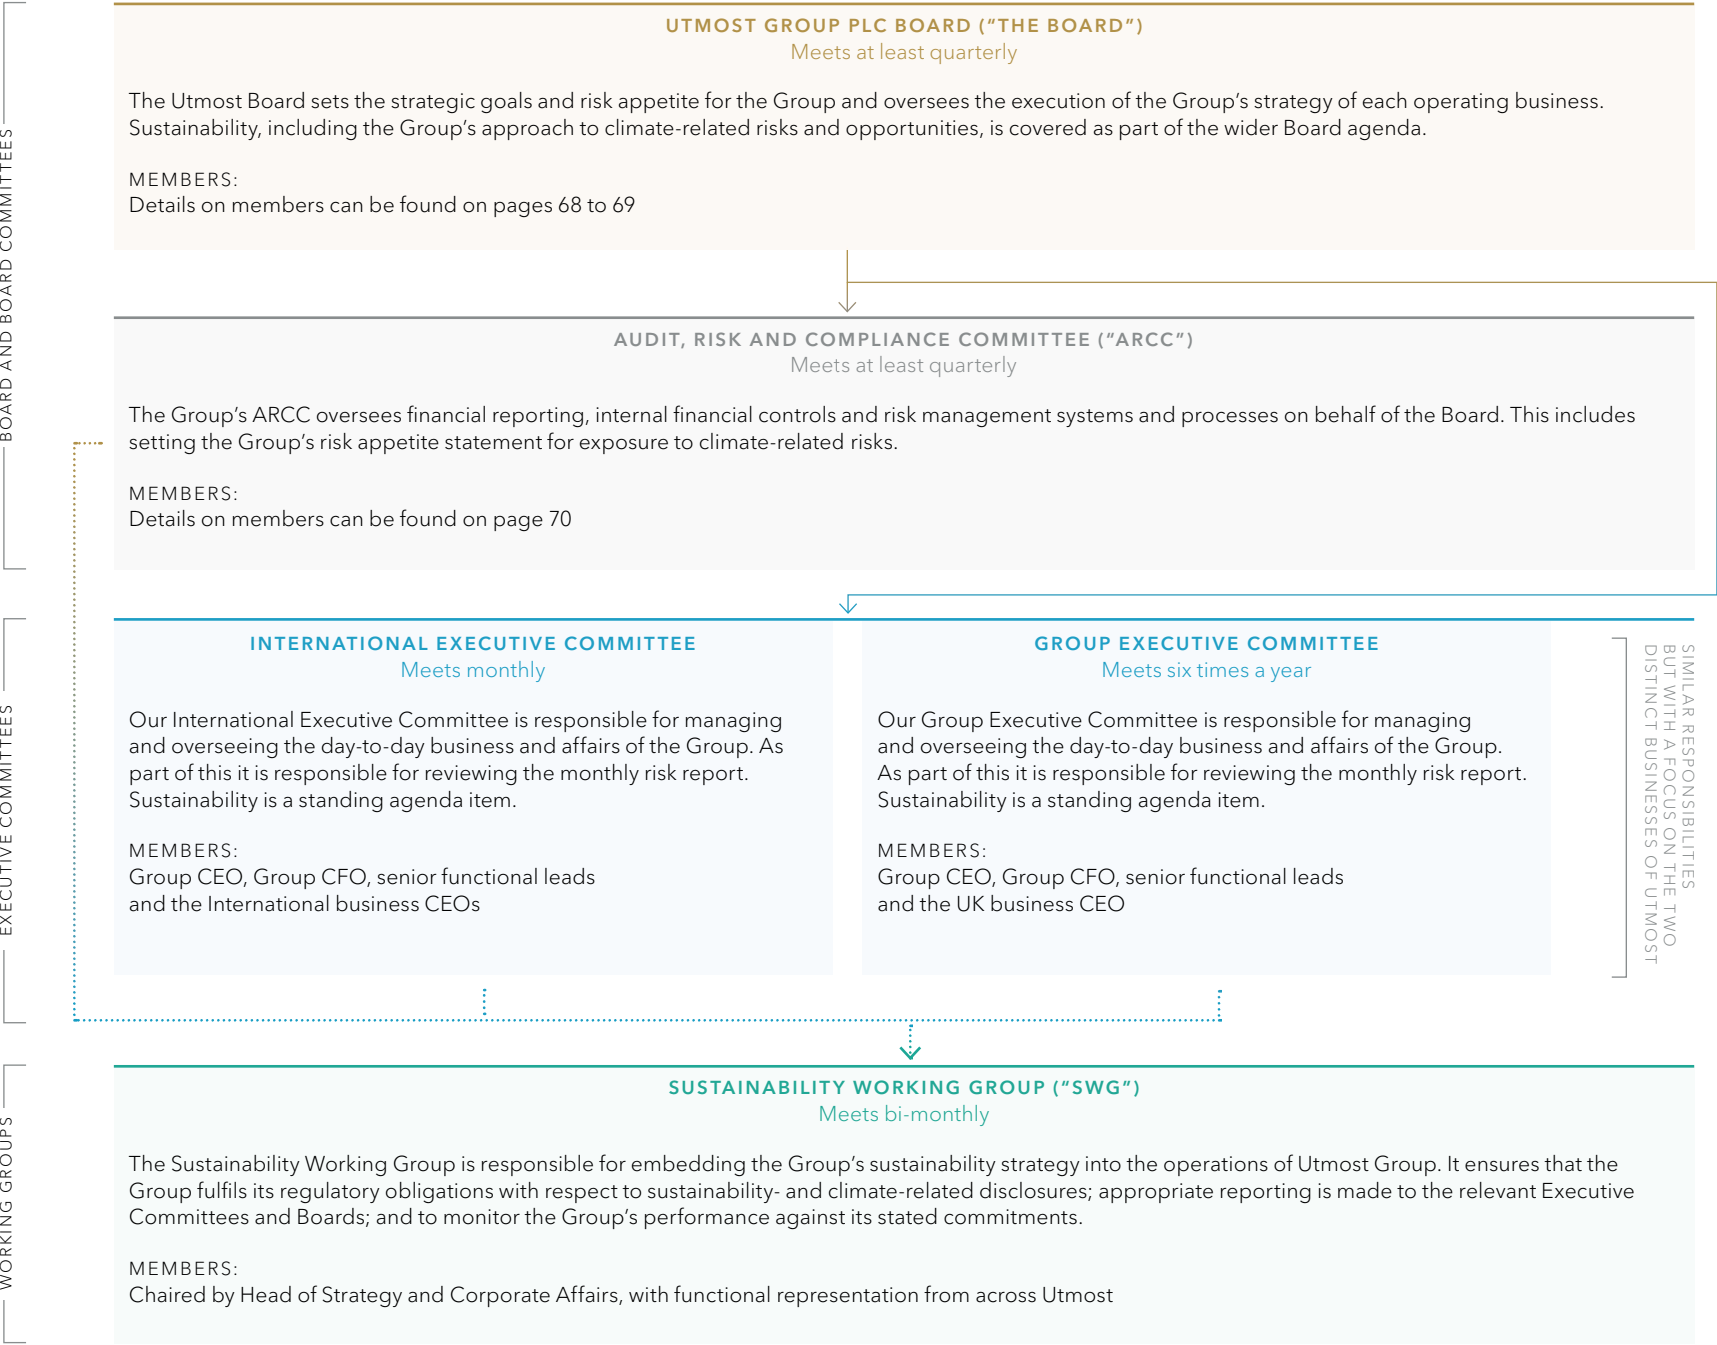 BOARD AND BOARD COMMITTEES
UTMOST GROUP PLC BOARD (“THE BOARD”)
Meets at least quarterly
The Utmost Board sets the strategic goals and risk appetite for the Group and oversees the execution of the Group’s strategy of each operating business.
Sustainability, including the Group’s approach to climate-related risks and opportunities, is covered as part of the wider Board agenda.
MEMBERS:
Details on members can be found on pages 68 to 69
AUDIT, RISK AND COMPLIANCE COMMITTEE (“ARCC”)
Meets at least quarterly
The Group’s ARCC oversees financial reporting, internal financial controls and risk management systems and processes on behalf of the Board. This includes
setting the Group’s risk appetite statement for exposure to climate-related risks.
MEMBERS:
Details on members can be found on page 70
EXECUTIVE COMMITTEES
INTERNATIONAL EXECUTIVE COMMITTEE
Meets monthly
Our International Executive Committee is responsible for managing
and overseeing the day-to-day business and affairs of the Group. As
part of this it is responsible for reviewing the monthly risk report.
Sustainability is a standing agenda item.
MEMBERS:
Group CEO, Group CFO, senior functional leads
and the International business CEOs
GROUP EXECUTIVE COMMITTEE
Meets six times a year
Our Group Executive Committee is responsible for managing
and overseeing the day-to-day business and affairs of the Group.
As part of this it is responsible for reviewing the monthly risk report.
Sustainability is a standing agenda item.
MEMBERS:
Group CEO, Group CFO, senior functional leads
and the UK business CEO
SIMILAR RESPONSIBILITIES
BUT WITH A FOCUS ON THE TWO
DISTINCT BUSINESSES OF UTMOST
WORKING GROUPS
SUSTAINABILITY WORKING GROUP (“SWG”)
Meets bi-monthly
The Sustainability Working Group is responsible for embedding the Group’s sustainability strategy into the operations of Utmost Group. It ensures that the
Group fulfils its regulatory obligations with respect to sustainability- and climate-related disclosures; appropriate reporting is made to the relevant Executive
Committees and Boards; and to monitor the Group’s performance against its stated commitments.
MEMBERS:
Chaired by Head of Strategy and Corporate Affairs, with functional representation from across Utmost